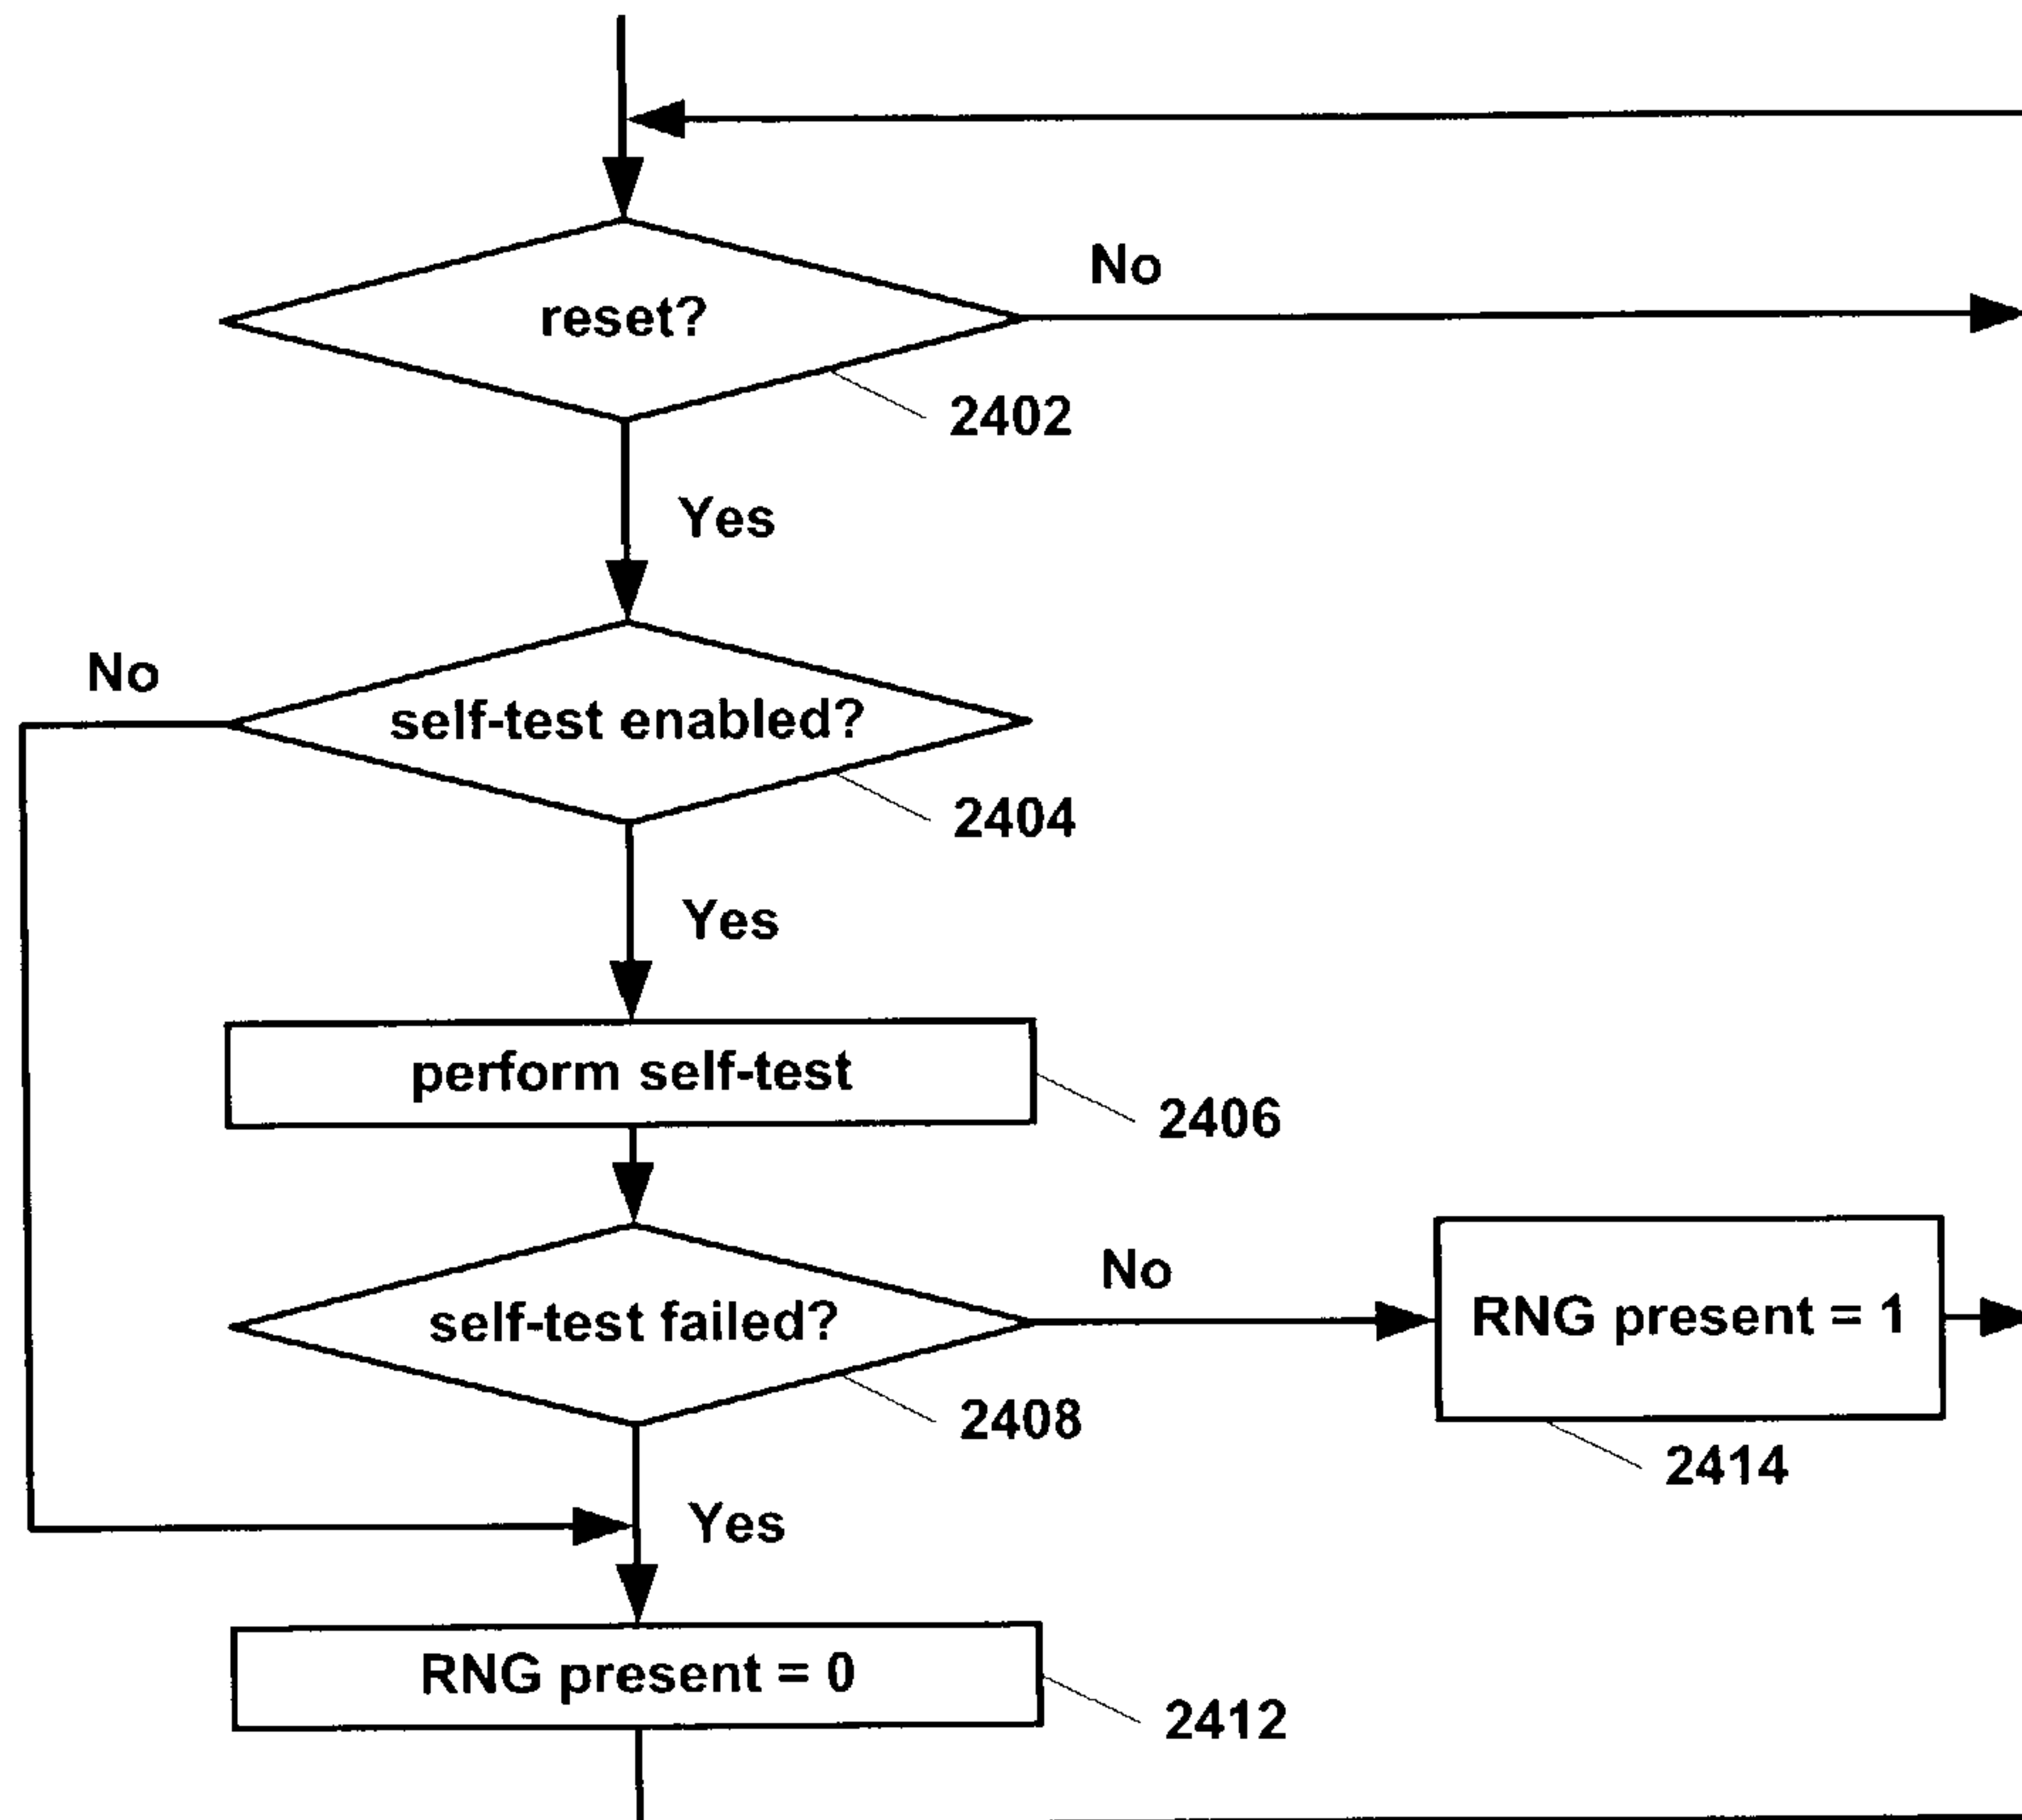 No
reset?
2402
Yes
No
self-test enabled?
2404
Yes
perform self-test
2406
No
self-test failed?
RNG present = 1
2408
2414
Yes
RNG present = 0
2412